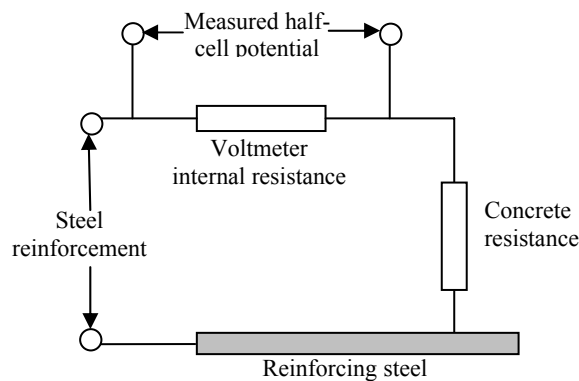 Measured half-
cell potential
Voltmeter
internal resistance
Steel
reinforcement
Concrete
resistance
Reinforcing steel